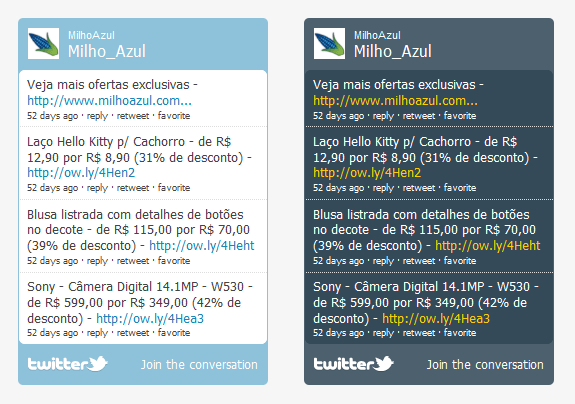 MilhoAzul
Milho_Azul
Veja mais ofertas exclusivas -
http://www.milhoazul.com...
52 days ago · reply · retweet · favorite
Laço Hello Kitty p/ Cachorro - de R$
12,90 por R$ 8,90 (31% de desconto) -
http://ow.ly/4Hen2
52 days ago · reply · retweet · favorite
Blusa listrada com detalhes de botões
no decote - de R$ 115,00 por R$ 70,00
(39% de desconto) - http://ow.ly/4Heht
52 days ago · reply · retweet · favorite
Sony - Câmera Digital 14.1MP - W530 -
de R$ 599,00 por R$ 349,00 (42% de
desconto) - http://ow.ly/4Hea3
52 days ago · reply · retweet · favorite
twitter Join the conversation
MilhoAzul
Milho_Azul
Veja mais ofertas exclusivas -
http://www.milhoazul.com...
52 days ago · reply · retweet · favorite
Laço Hello Kitty p/ Cachorro - de R$
12,90 por R$ 8,90 (31% de desconto) -
http://ow.ly/4Hen2
52 days ago · reply · retweet · favorite
Blusa listrada com detalhes de botões
no decote - de R$ 115,00 por R$ 70,00
(39% de desconto) - http://ow.ly/4Heht
52 days ago · reply · retweet · favorite
Sony - Câmera Digital 14.1MP - W530 -
de R$ 599,00 por R$ 349,00 (42% de
desconto) - http://ow.ly/4Hea3
52 days ago · reply · retweet · favorite
twitter Join the conversation